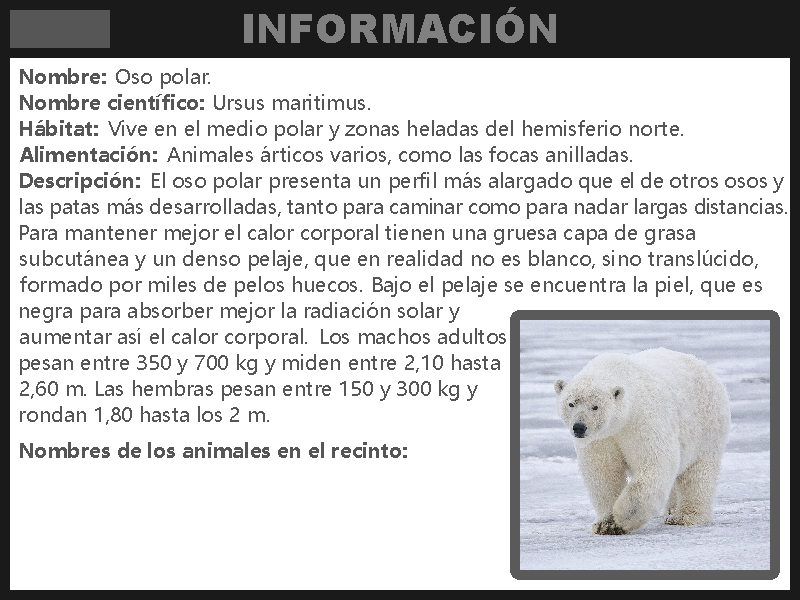 INFORMACIÓN
Nombre: Oso polar.
Nombre científico: Ursus maritimus.
Hábitat: Vive en el medio polar y zonas heladas del hemisferio norte.
Alimentación: Animales árticos varios, como las focas anilladas.
Descripción: El oso polar presenta un perfil más alargado que el de otros osos y
las patas más desarrolladas, tanto para caminar como para nadar largas distancias.
Para mantener mejor el calor corporal tienen una gruesa capa de grasa
subcutánea y un denso pelaje, que en realidad no es blanco, sino translúcido,
formado por miles de pelos huecos. Bajo el pelaje se encuentra la piel, que es
negra para absorber mejor la radiación solar y
aumentar así el calor corporal. Los machos adultos
pesan entre 350 y 700 kg y miden entre 2,10 hasta
2,60 m. Las hembras pesan entre 150 y 300 kg y
rondan 1,80 hasta los 2 m.
Nombres de los animales en el recinto: